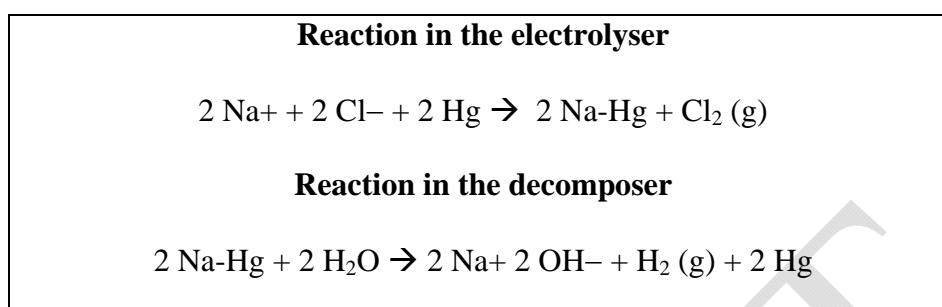 Reaction in the electrolyser
2 Na+ + 2 Cl− + 2 Hg → 2 Na-Hg + Cl₂ (g)
Reaction in the decomposer
2 Na-Hg + 2 H₂O → 2 Na+ 2 OH− + H₂ (g) + 2 Hg